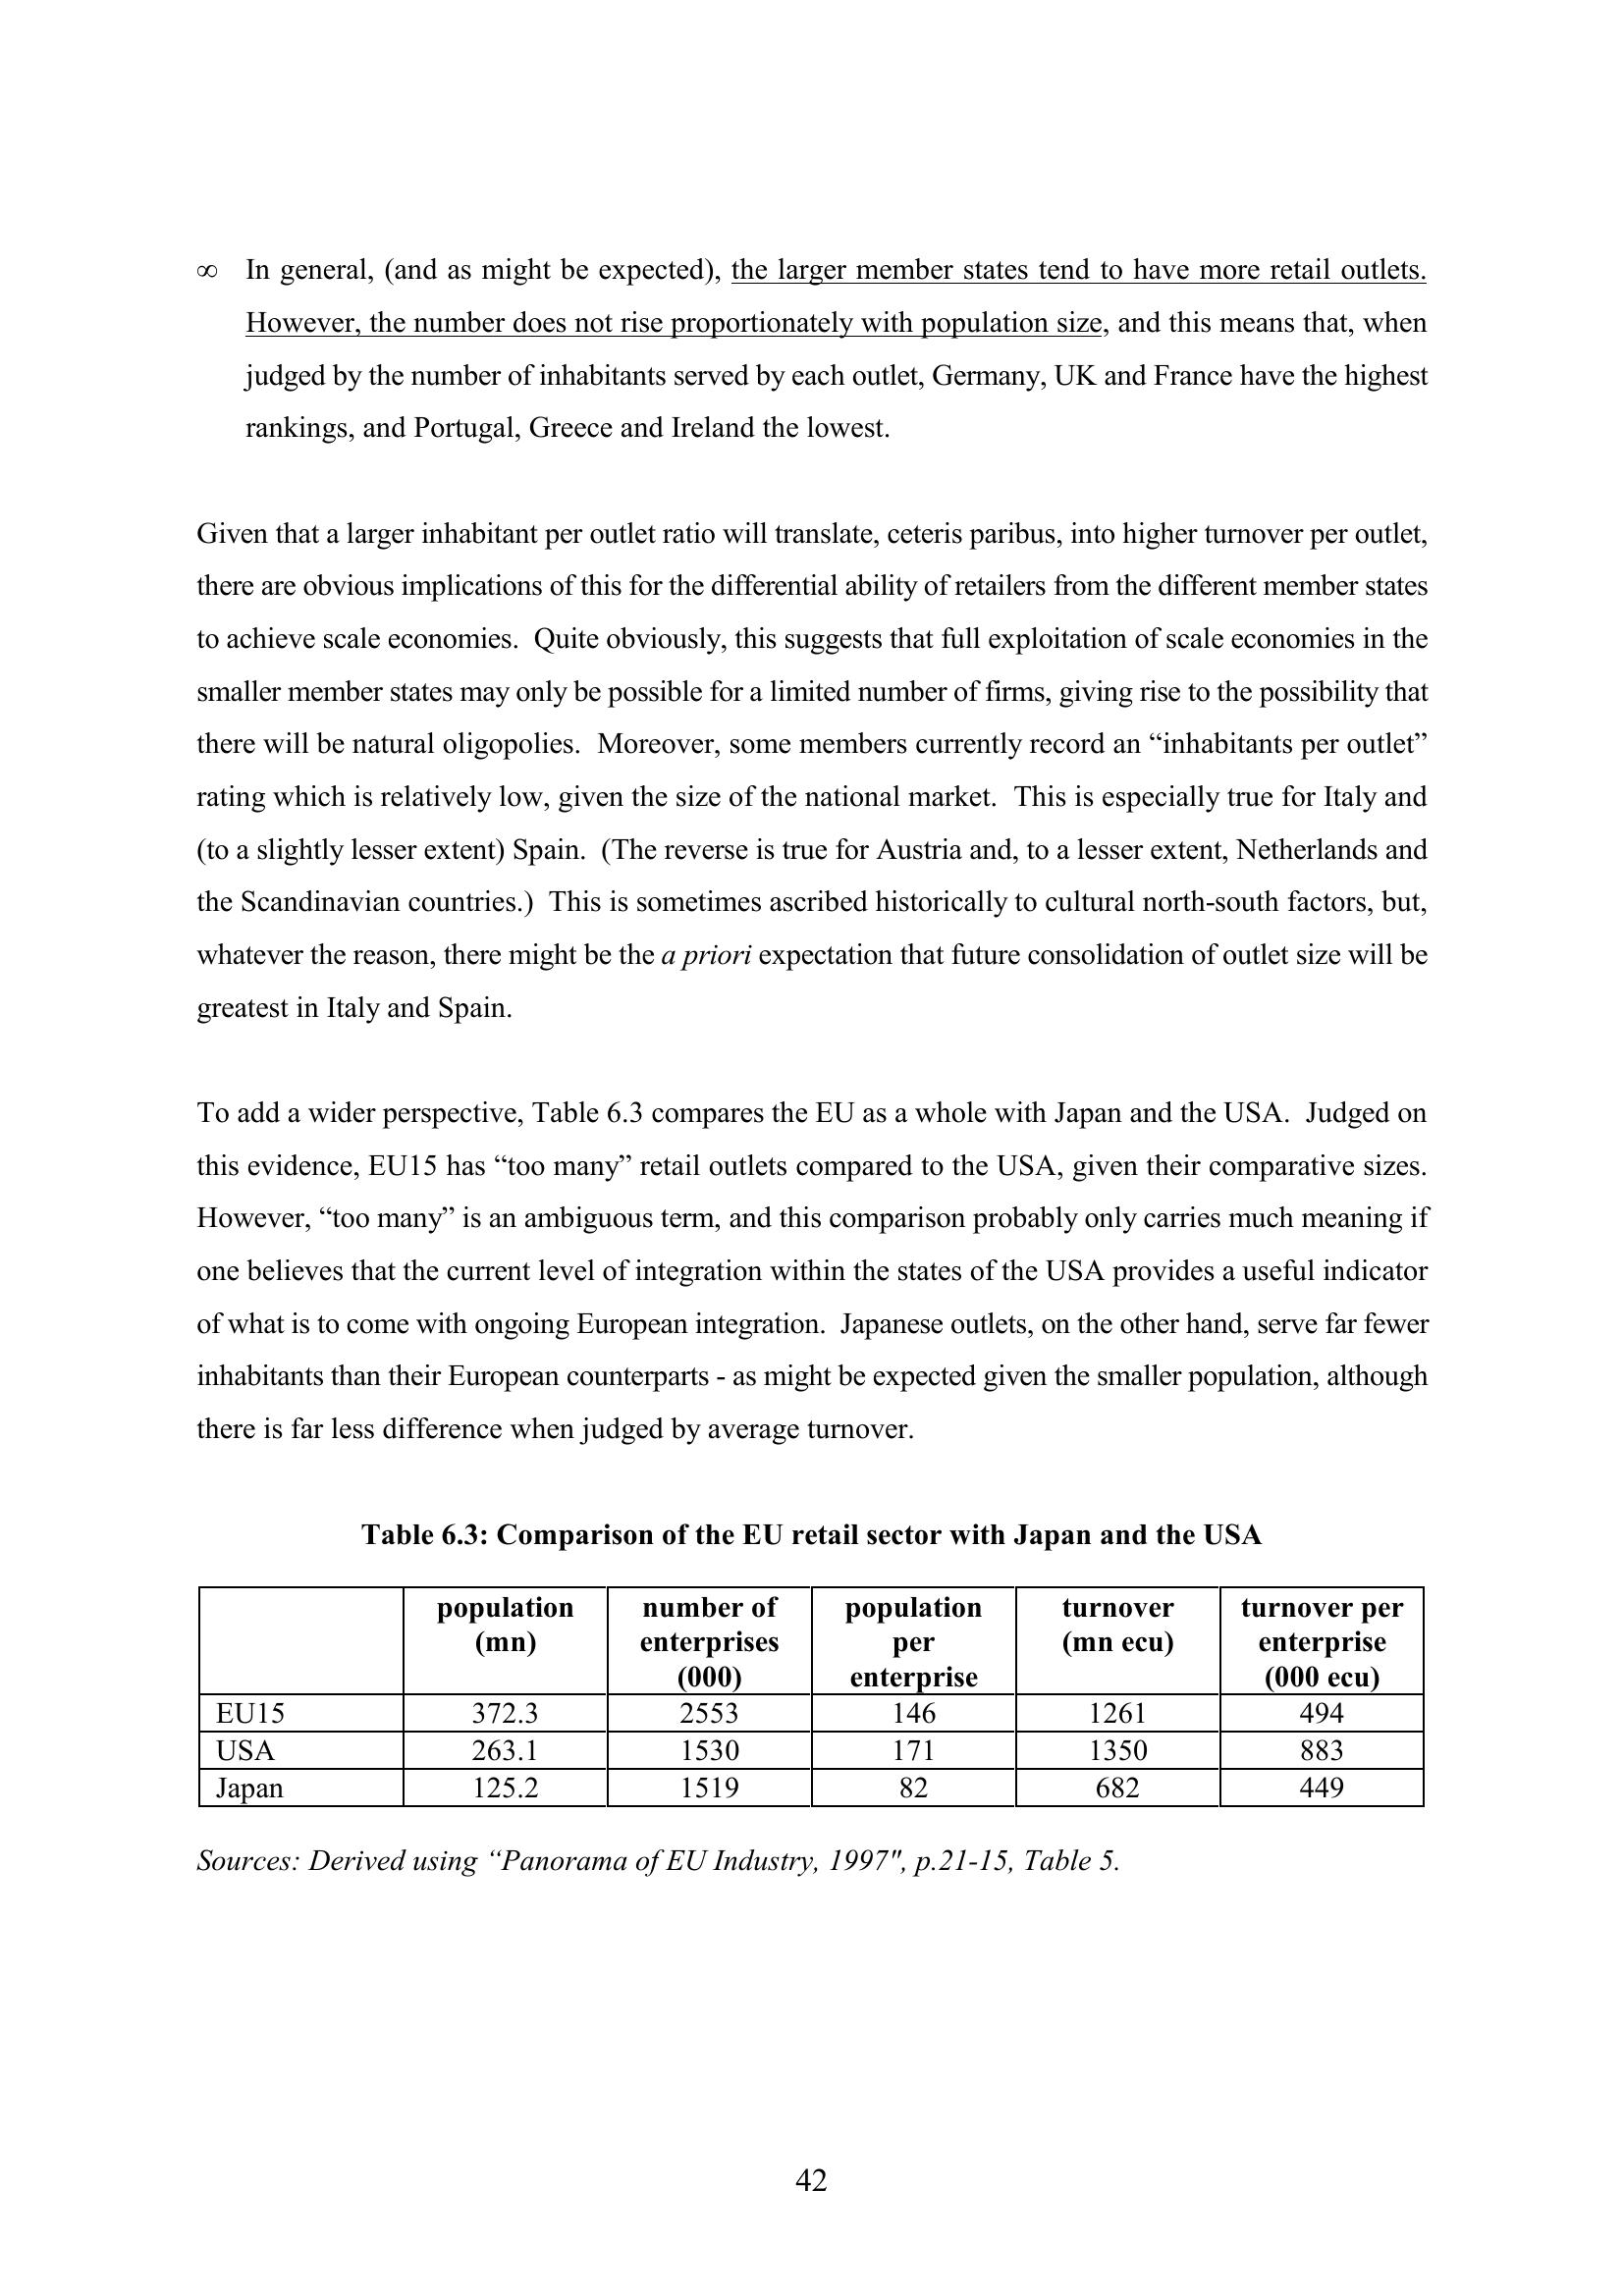 ∞ In general, (and as might be expected), the larger member states tend to have more retail outlets.
However, the number does not rise proportionately with population size, and this means that, when
judged by the number of inhabitants served by each outlet, Germany, UK and France have the highest
rankings, and Portugal, Greece and Ireland the lowest.
Given that a larger inhabitant per outlet ratio will translate, ceteris paribus, into higher turnover per outlet,
there are obvious implications of this for the differential ability of retailers from the different member states
to achieve scale economies. Quite obviously, this suggests that full exploitation of scale economies in the
smaller member states may only be possible for a limited number of firms, giving rise to the possibility that
there will be natural oligopolies. Moreover, some members currently record an “inhabitants per outlet”
rating which is relatively low, given the size of the national market. This is especially true for Italy and
(to a slightly lesser extent) Spain. (The reverse is true for Austria and, to a lesser extent, Netherlands and
the Scandinavian countries.) This is sometimes ascribed historically to cultural north-south factors, but,
whatever the reason, there might be the a priori expectation that future consolidation of outlet size will be
greatest in Italy and Spain.
To add a wider perspective, Table 6.3 compares the EU as a whole with Japan and the USA. Judged on
this evidence, EU15 has “too many” retail outlets compared to the USA, given their comparative sizes.
However, “too many” is an ambiguous term, and this comparison probably only carries much meaning if
one believes that the current level of integration within the states of the USA provides a useful indicator
of what is to come with ongoing European integration. Japanese outlets, on the other hand, serve far fewer
inhabitants than their European counterparts - as might be expected given the smaller population, although
there is far less difference when judged by average turnover.
Table 6.3: Comparison of the EU retail sector with Japan and the USA
population number of population turnover turnover per
(mn) enterprises per (mn ecu) enterprise
(000) enterprise (000 ecu)
EU15 372.3 2553 146 1261 494
USA 263.1 1530 171 1350 883
Japan 125.2 1519 82 682 449
Sources: Derived using “Panorama of EU Industry, 1997", p.21-15, Table 5.
42